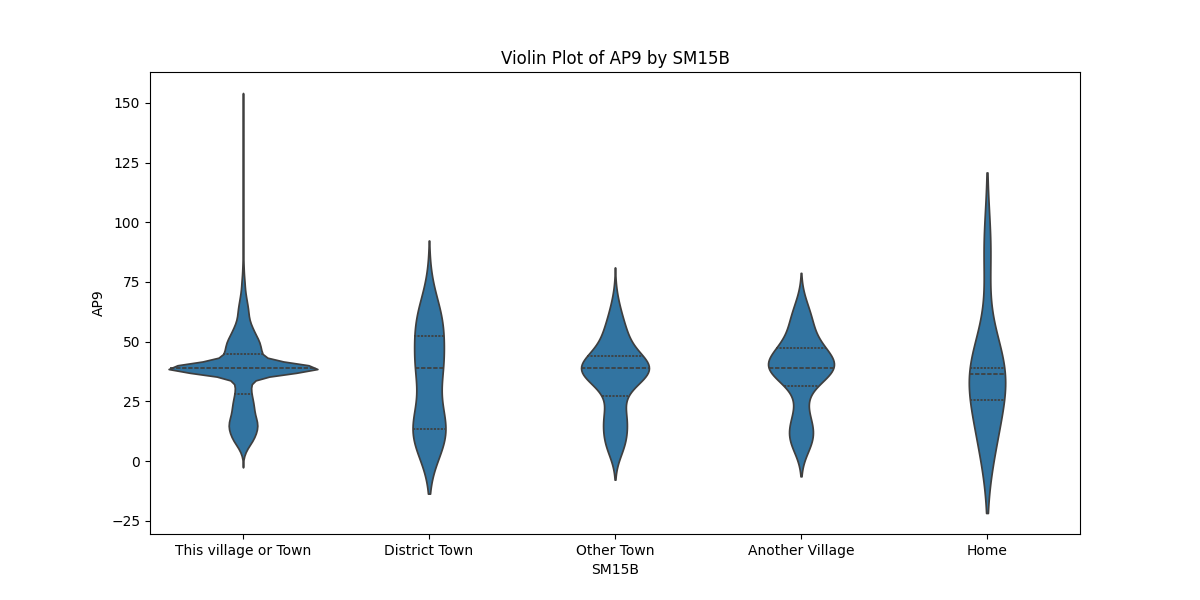 Violin Plot of AP9 by SM15B
150
125
100
75
50
25
0
−25
AP9
This village or Town
District Town
Other Town
Another Village
Home
SM15B